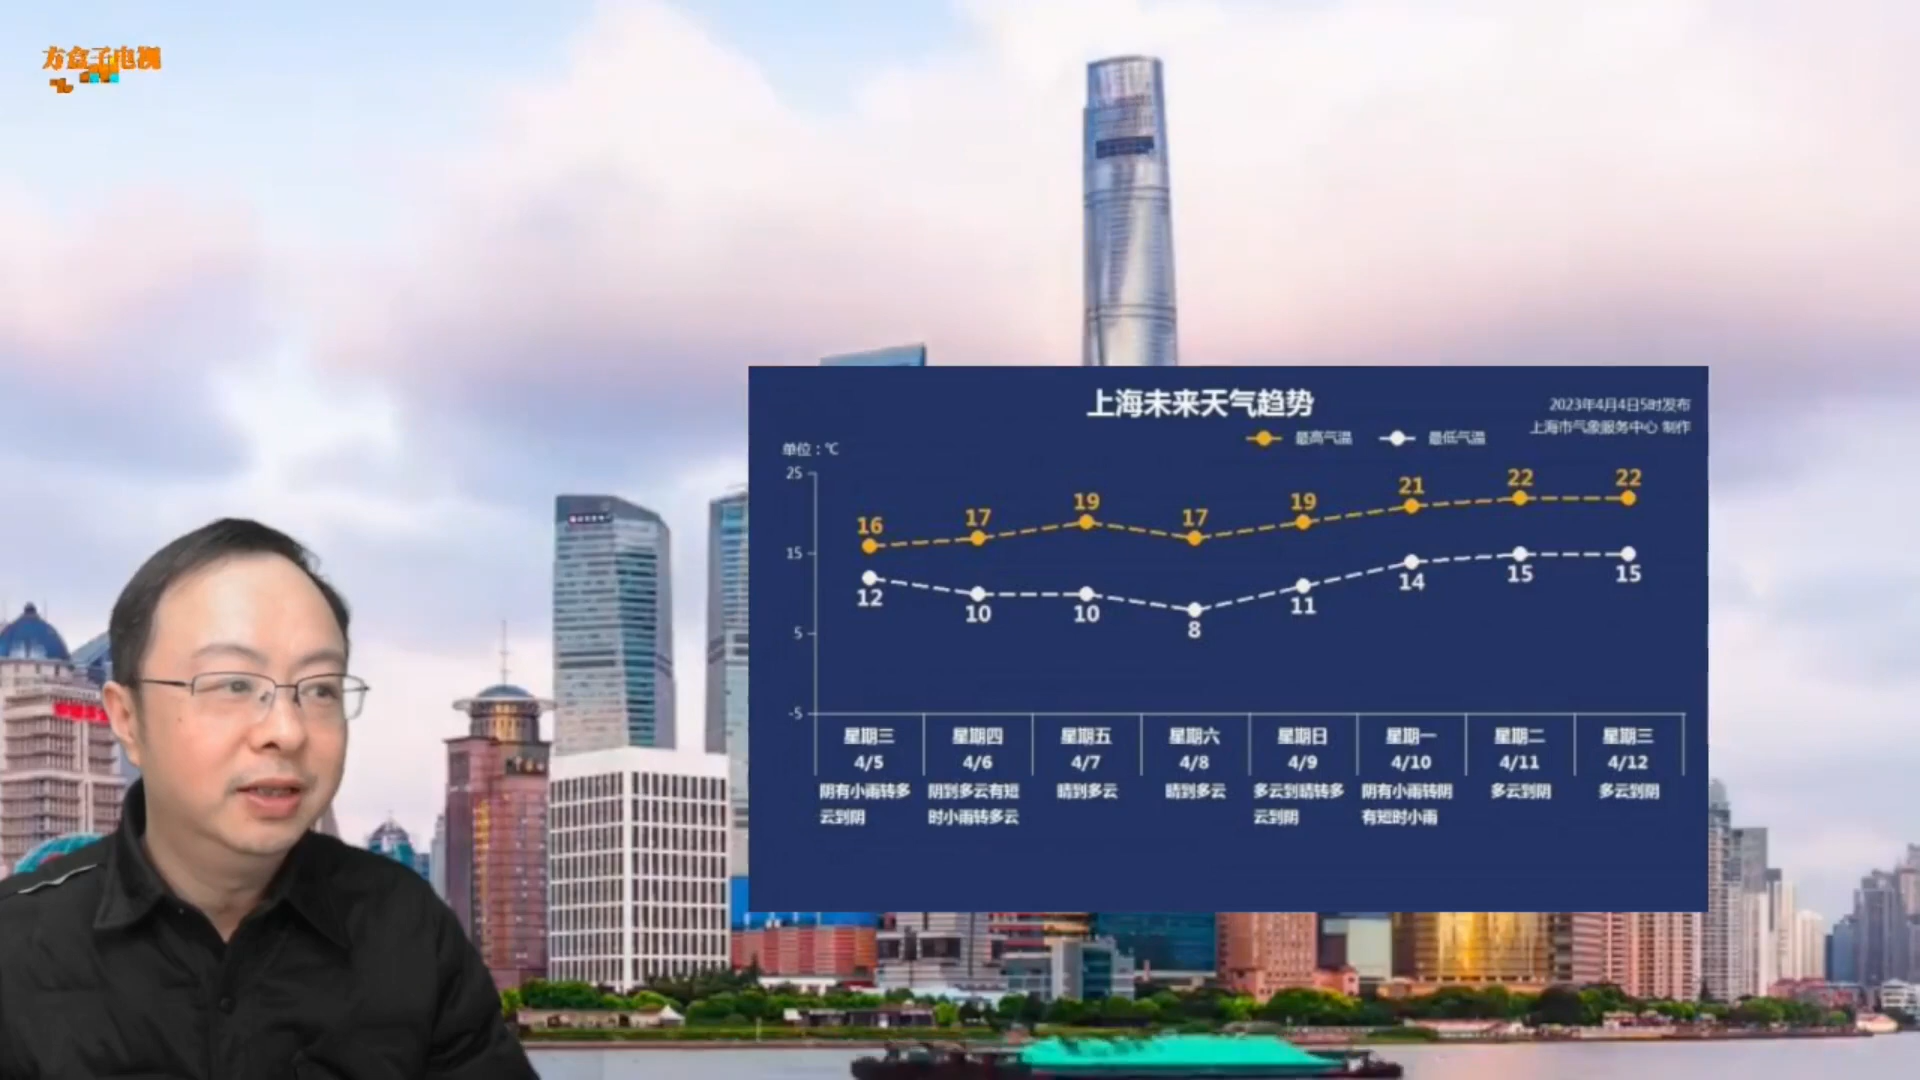 方盒子电视
上海未来天气趋势
2023年4月4日5时发布
上海市气象服务中心 制作
最高气温 最低气温
单位：℃
25
15
5
-5
16 17 19 17 19 21 22 22
12 10 10 8 11 14 15 15
星期三 星期四 星期五 星期六 星期日 星期一 星期二 星期三
4/5 4/6 4/7 4/8 4/9 4/10 4/11 4/12
阴有小雨转多 阴到多云有短 晴到多云 晴到多云 多云到晴转多 阴有小雨转阴 多云到阴 多云到阴
云到阴 时小雨转多云 云到阴 有短时小雨